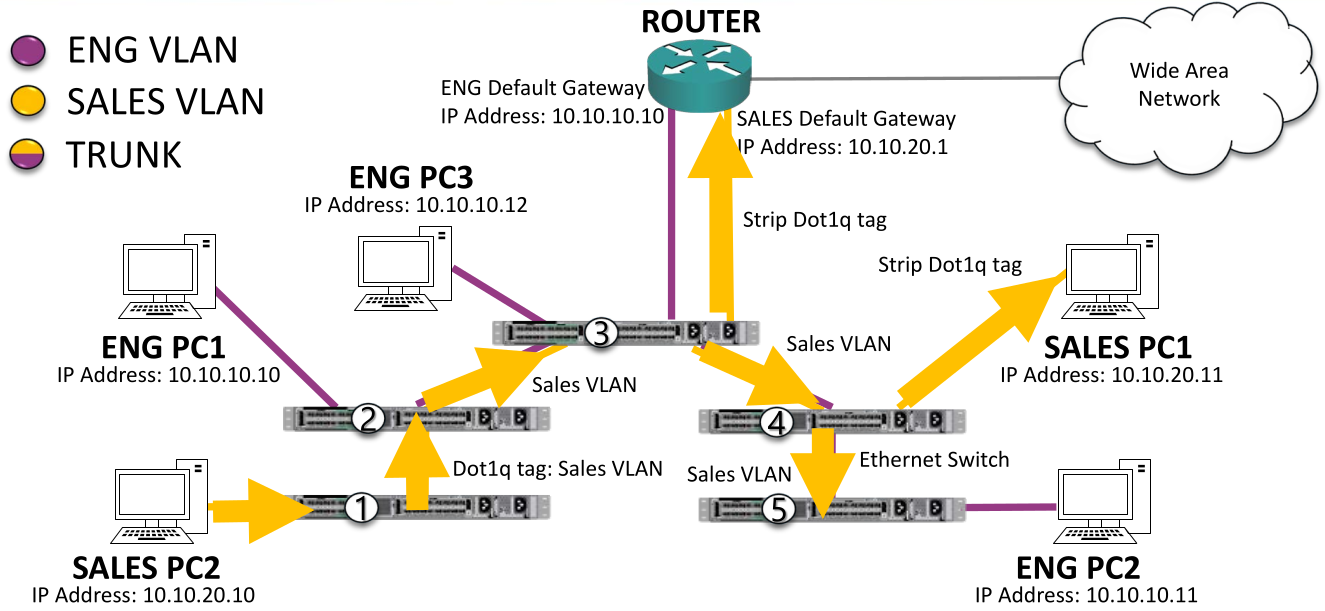 ROUTER
ENG VLAN
SALES VLAN
TRUNK
ENG Default Gateway
IP Address: 10.10.10.10
SALES Default Gateway
IP Address: 10.10.20.1
Wide Area
Network
ENG PC3
IP Address: 10.10.10.12
Strip Dot1q tag
Strip Dot1q tag
ENG PC1
IP Address: 10.10.10.10
3
Sales VLAN
SALES PC1
IP Address: 10.10.20.11
Sales VLAN
2
4
Dot1q tag: Sales VLAN
Sales VLAN
Ethernet Switch
1
5
SALES PC2
IP Address: 10.10.20.10
ENG PC2
IP Address: 10.10.10.11